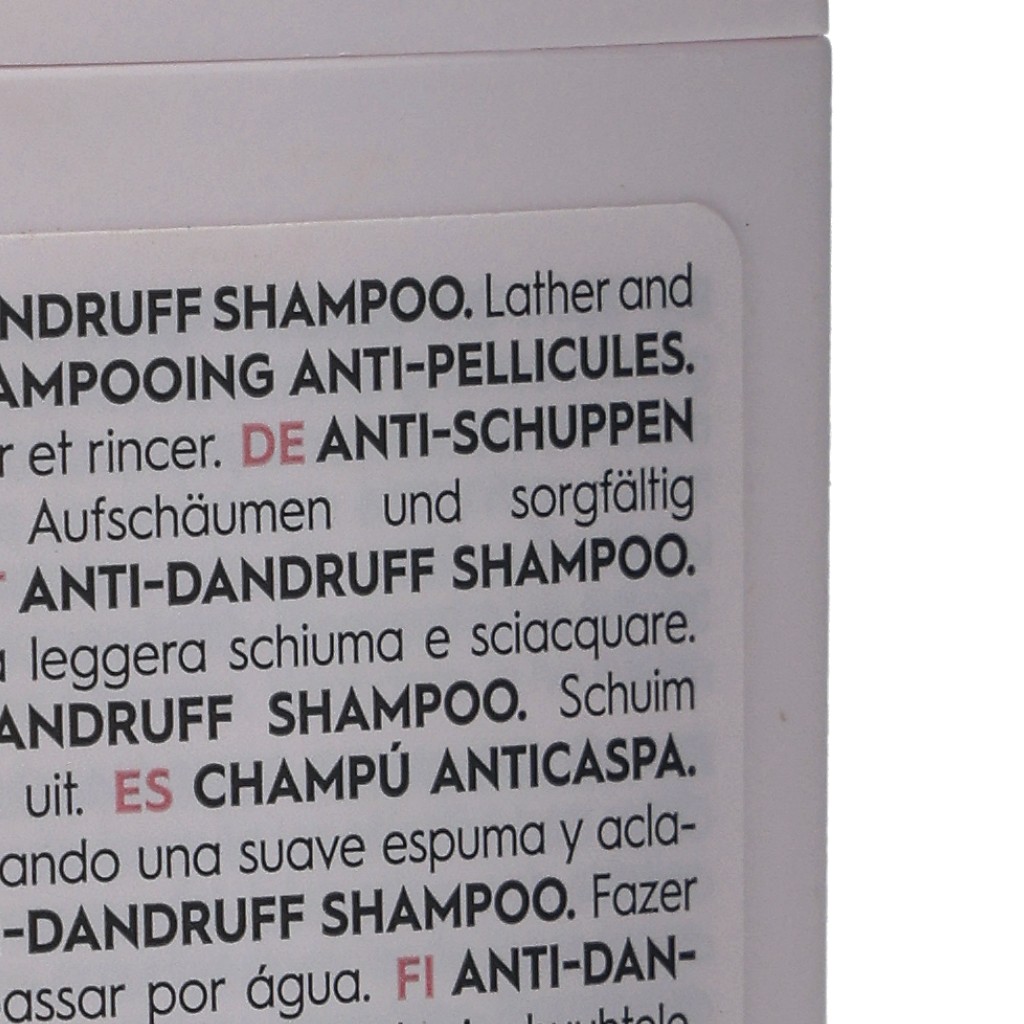 NDRUFF SHAMPOO. Lather and
AMPOOING ANTI-PELLICULES.
r et rincer. DE ANTI-SCHUPPEN
Aufschäumen und sorgfältig
ANTI-DANDRUFF SHAMPOO.
leggera schiuma e sciacquare.
ANDRUFF SHAMPOO. Schuim
uit. ES CHAMPÚ ANTICASPA.
ando una suave espuma y acla-
-DANDRUFF SHAMPOO. Fazer
assar por água. FI ANTI-DAN-